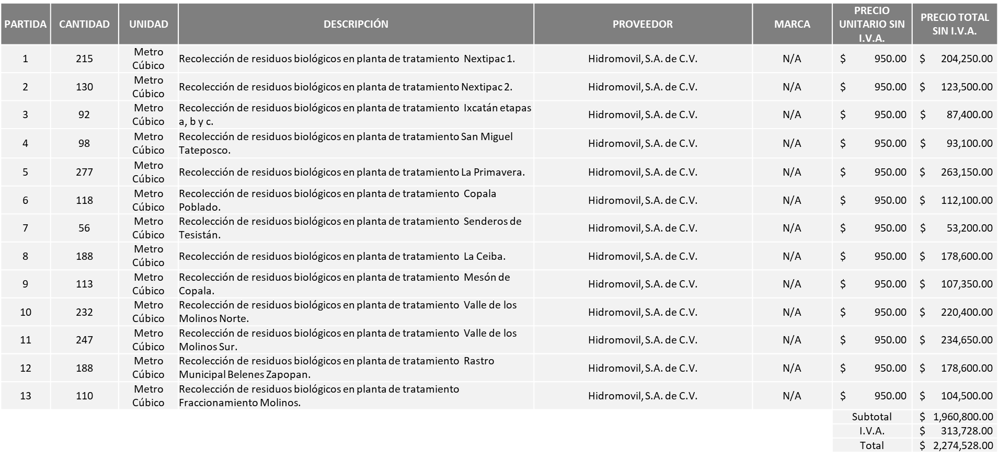 PARTIDA CANTIDAD UNIDAD DESCRIPCIÓN PROVEEDOR MARCA PRECIO UNITARIO SIN I.V.A. PRECIO TOTAL SIN I.V.A.
1 215 Metro Cúbico Recolección de residuos biológicos en planta de tratamiento Nextipac 1. Hidromovil, S.A. de C.V. N/A $ 950.00 $ 204,250.00
2 130 Metro Cúbico Recolección de residuos biológicos en planta de tratamiento Nextipac 2. Hidromovil, S.A. de C.V. N/A $ 950.00 $ 123,500.00
3 92 Metro Cúbico Recolección de residuos biológicos en planta de tratamiento Ixcatán etapas a, b y c. Hidromovil, S.A. de C.V. N/A $ 950.00 $ 87,400.00
4 98 Metro Cúbico Recolección de residuos biológicos en planta de tratamiento San Miguel Tateposco. Hidromovil, S.A. de C.V. N/A $ 950.00 $ 93,100.00
5 277 Metro Cúbico Recolección de residuos biológicos en planta de tratamiento La Primavera. Hidromovil, S.A. de C.V. N/A $ 950.00 $ 263,150.00
6 118 Metro Cúbico Recolección de residuos biológicos en planta de tratamiento Copala Poblado. Hidromovil, S.A. de C.V. N/A $ 950.00 $ 112,100.00
7 56 Metro Cúbico Recolección de residuos biológicos en planta de tratamiento Senderos de Tesistán. Hidromovil, S.A. de C.V. N/A $ 950.00 $ 53,200.00
8 188 Metro Cúbico Recolección de residuos biológicos en planta de tratamiento La Ceiba. Hidromovil, S.A. de C.V. N/A $ 950.00 $ 178,600.00
9 113 Metro Cúbico Recolección de residuos biológicos en planta de tratamiento Mesón de Copala. Hidromovil, S.A. de C.V. N/A $ 950.00 $ 107,350.00
10 232 Metro Cúbico Recolección de residuos biológicos en planta de tratamiento Valle de los Molinos Norte. Hidromovil, S.A. de C.V. N/A $ 950.00 $ 220,400.00
11 247 Metro Cúbico Recolección de residuos biológicos en planta de tratamiento Valle de los Molinos Sur. Hidromovil, S.A. de C.V. N/A $ 950.00 $ 234,650.00
12 188 Metro Cúbico Recolección de residuos biológicos en planta de tratamiento Rastro Municipal Belenes Zapopan. Hidromovil, S.A. de C.V. N/A $ 950.00 $ 178,600.00
13 110 Metro Cúbico Recolección de residuos biológicos en planta de tratamiento Fraccionamiento Molinos. Hidromovil, S.A. de C.V. N/A $ 950.00 $ 104,500.00
Subtotal $ 1,960,800.00
I.V.A. $ 313,728.00
Total $ 2,274,528.00